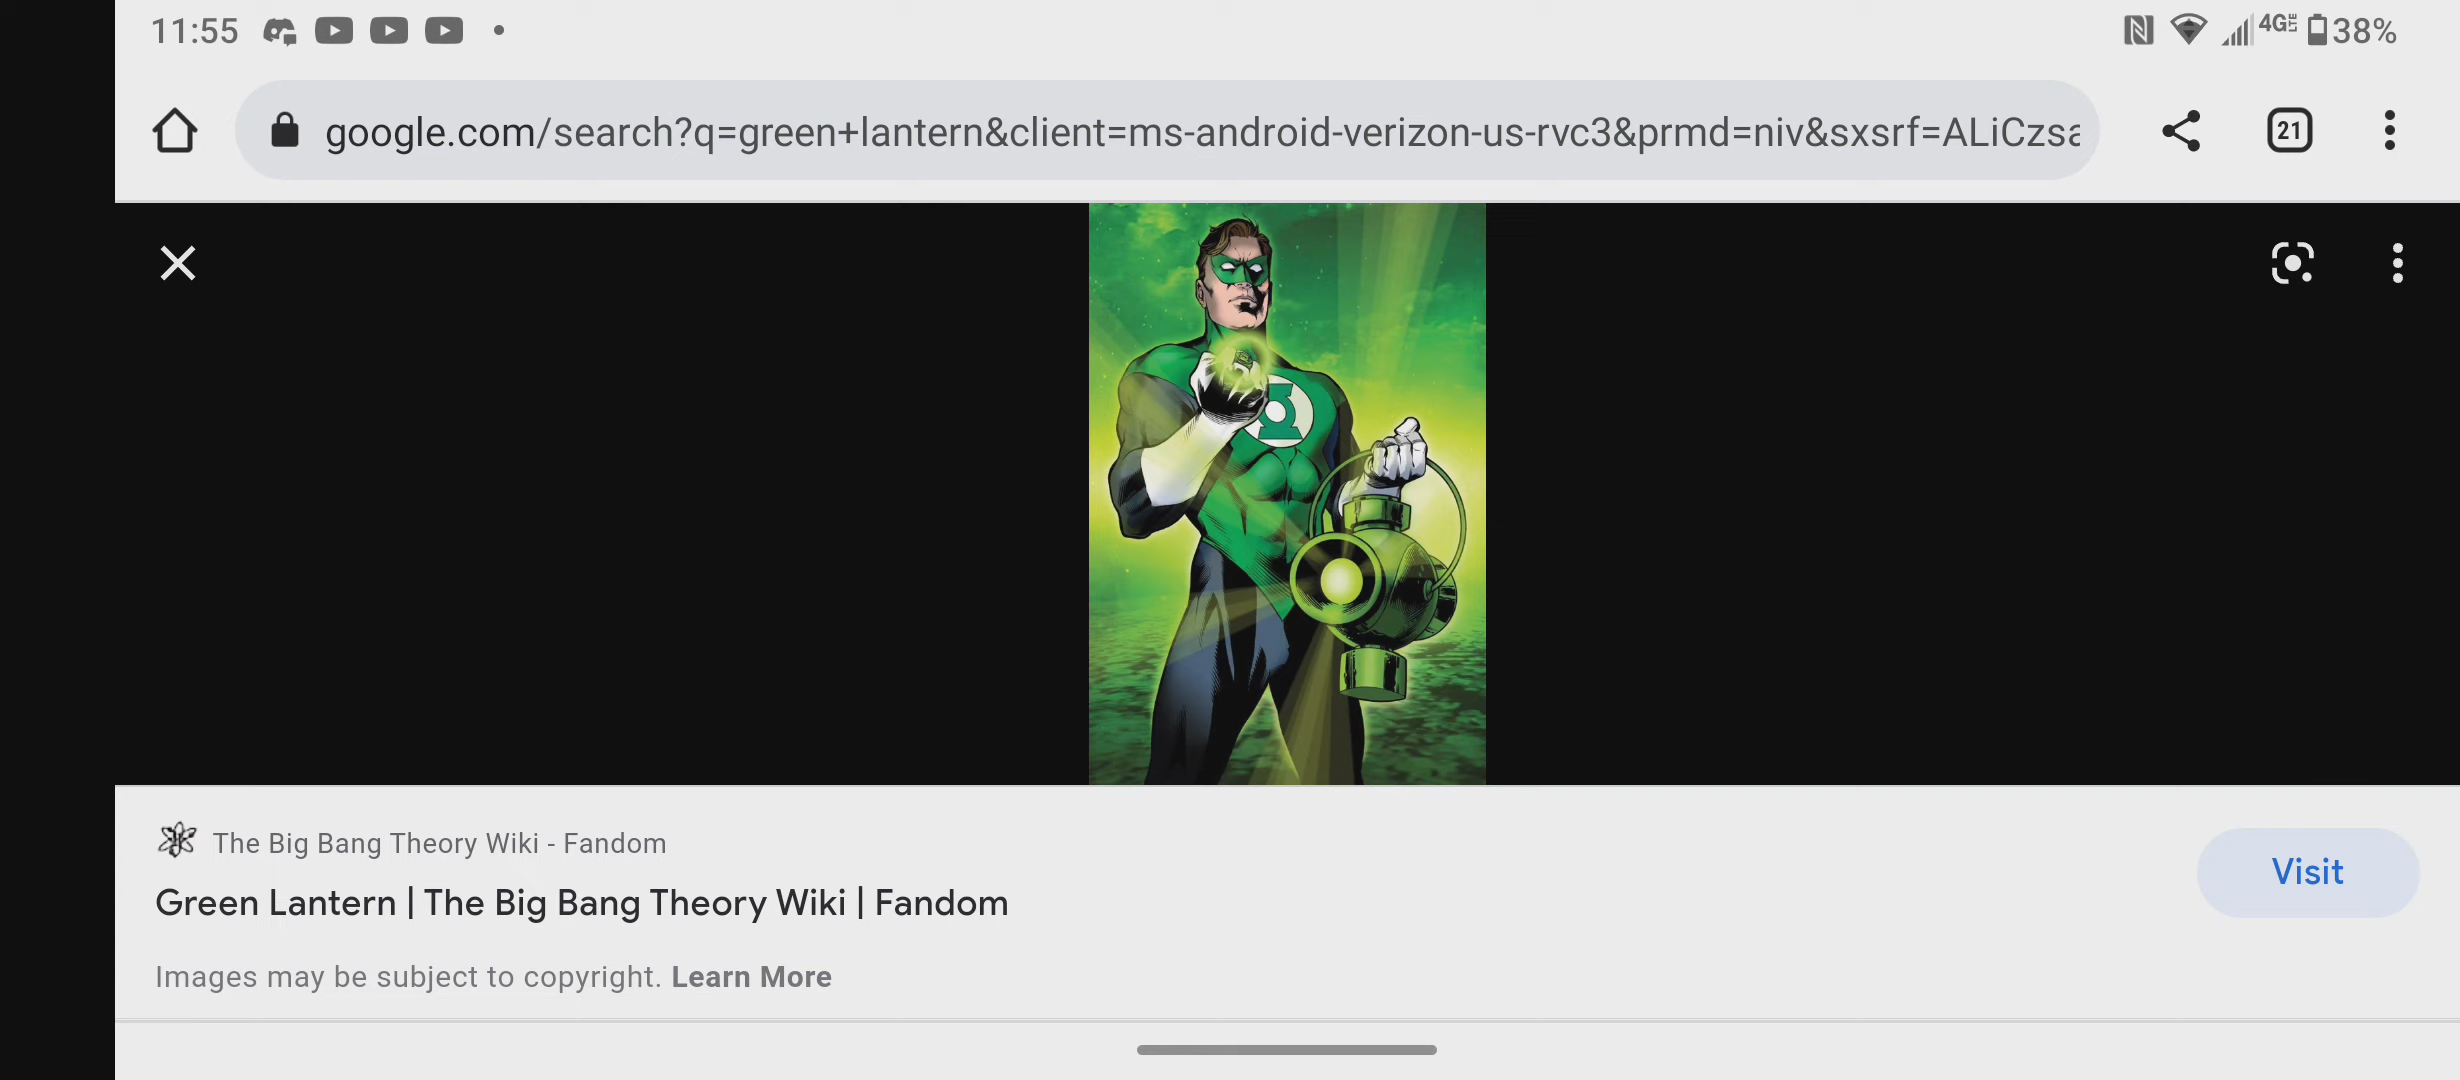 11:55
4G LTE 38%
google.com/search?q=green+lantern&client=ms-android-verizon-us-rvc3&prmd=niv&sxsrf=ALiCzsa
21
The Big Bang Theory Wiki - Fandom
Green Lantern | The Big Bang Theory Wiki | Fandom
Visit
Images may be subject to copyright. Learn More